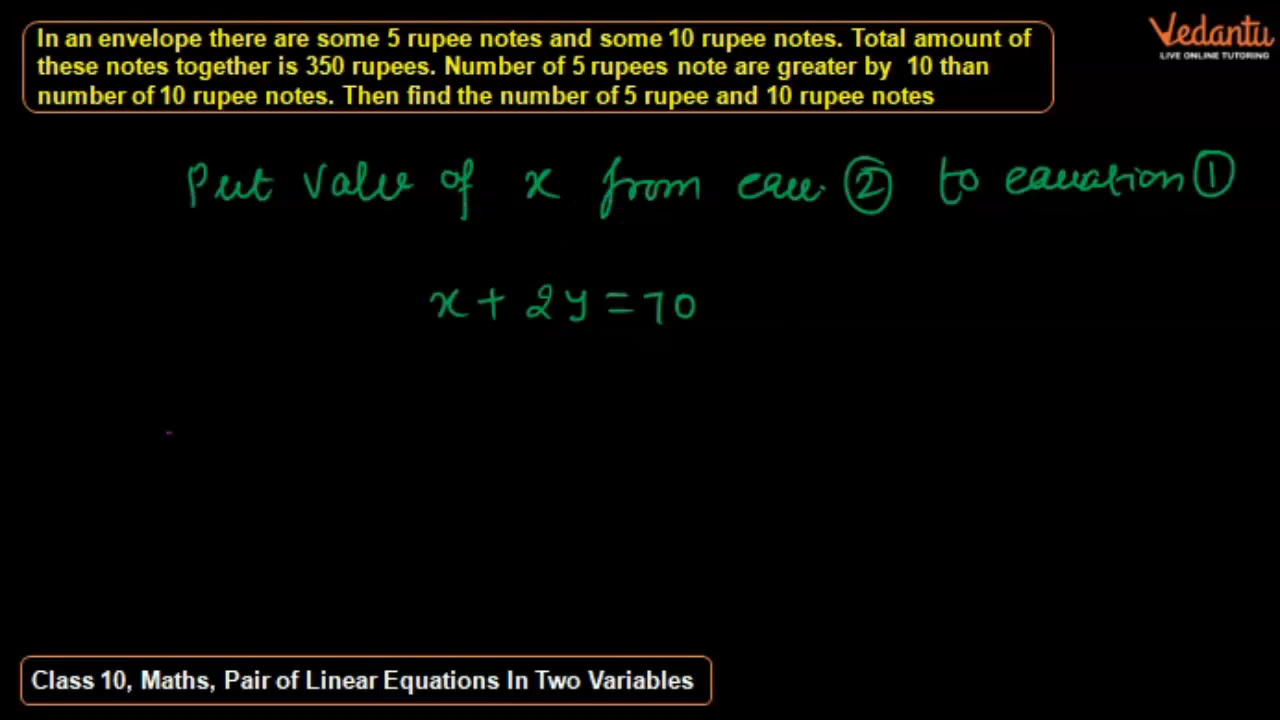 In an envelope there are some 5 rupee notes and some 10 rupee notes. Total amount of
these notes together is 350 rupees. Number of 5 rupees note are greater by 10 than
number of 10 rupee notes. Then find the number of 5 rupee and 10 rupee notes
Vedantu
LIVE ONLINE TUTORING
Put value of x from equ. ② to equation ①
x + 2y = 70
Class 10, Maths, Pair of Linear Equations In Two Variables